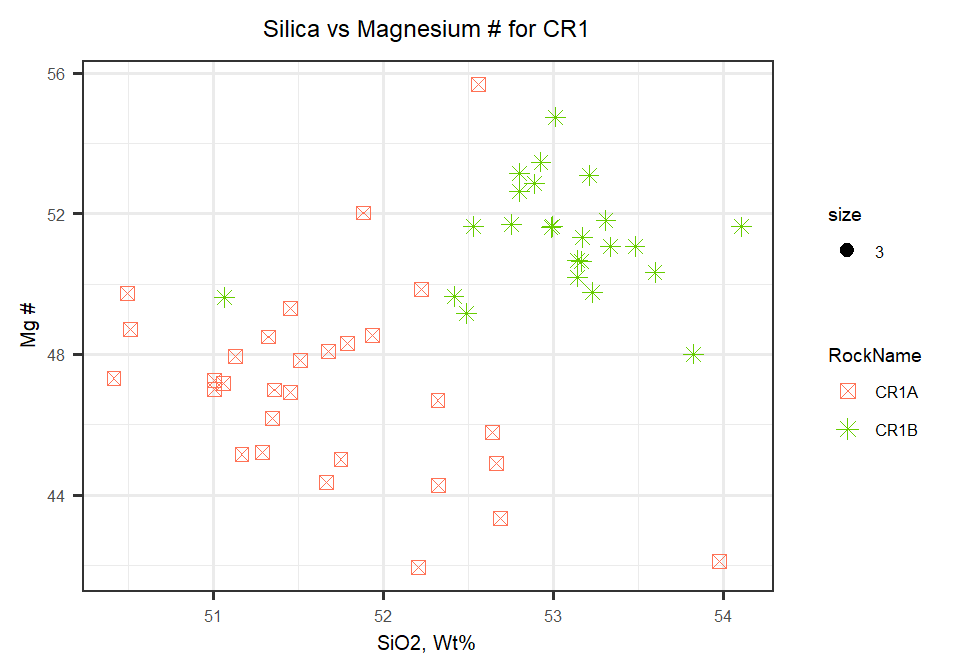 Silica vs Magnesium # for CR1
56
52
48
44
Mg #
51
52
53
54
SiO2, Wt%
size
3
RockName
CR1A
CR1B